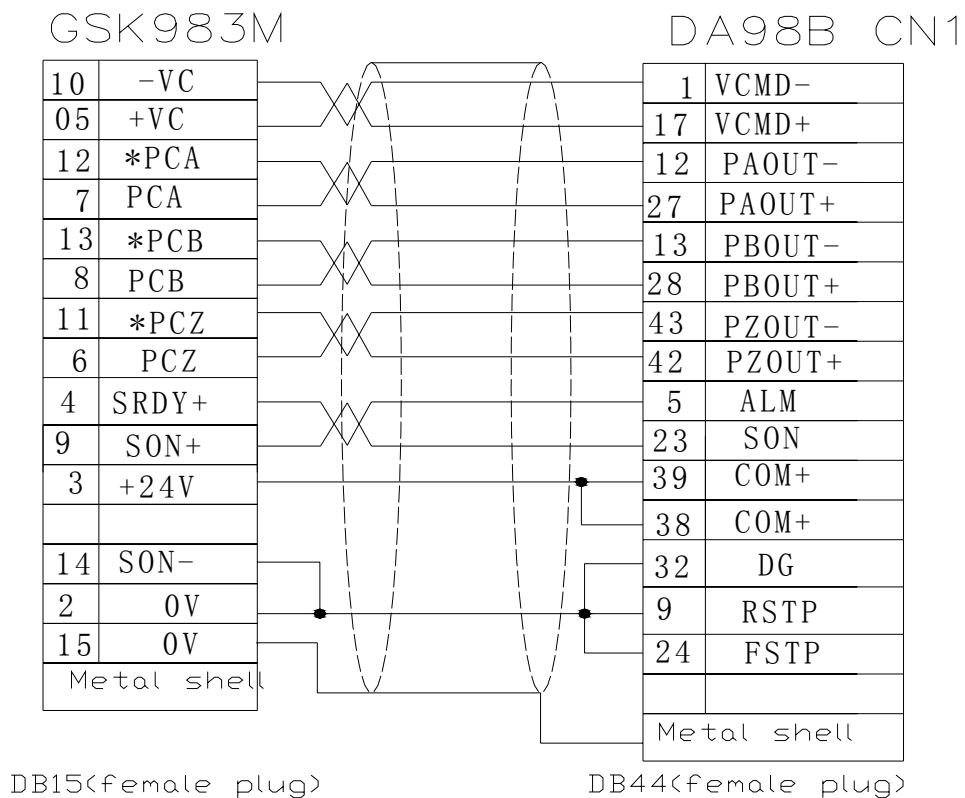 GSK983M
DA98B CN1
10 -VC
05 +VC
12 *PCA
7 PCA
13 *PCB
8 PCB
11 *PCZ
6 PCZ
4 SRDY+
9 SON+
3 +24V
14 SON-
2 0V
15 0V
Metal shell
1 VCMD-
17 VCMD+
12 PAOUT-
27 PAOUT+
13 PBOUT-
28 PBOUT+
43 PZOUT-
42 PZOUT+
5 ALM
23 SON
39 COM+
38 COM+
32 DG
9 RSTP
24 FSTP
Metal shell
DB15(female plug)
DB44(female plug)